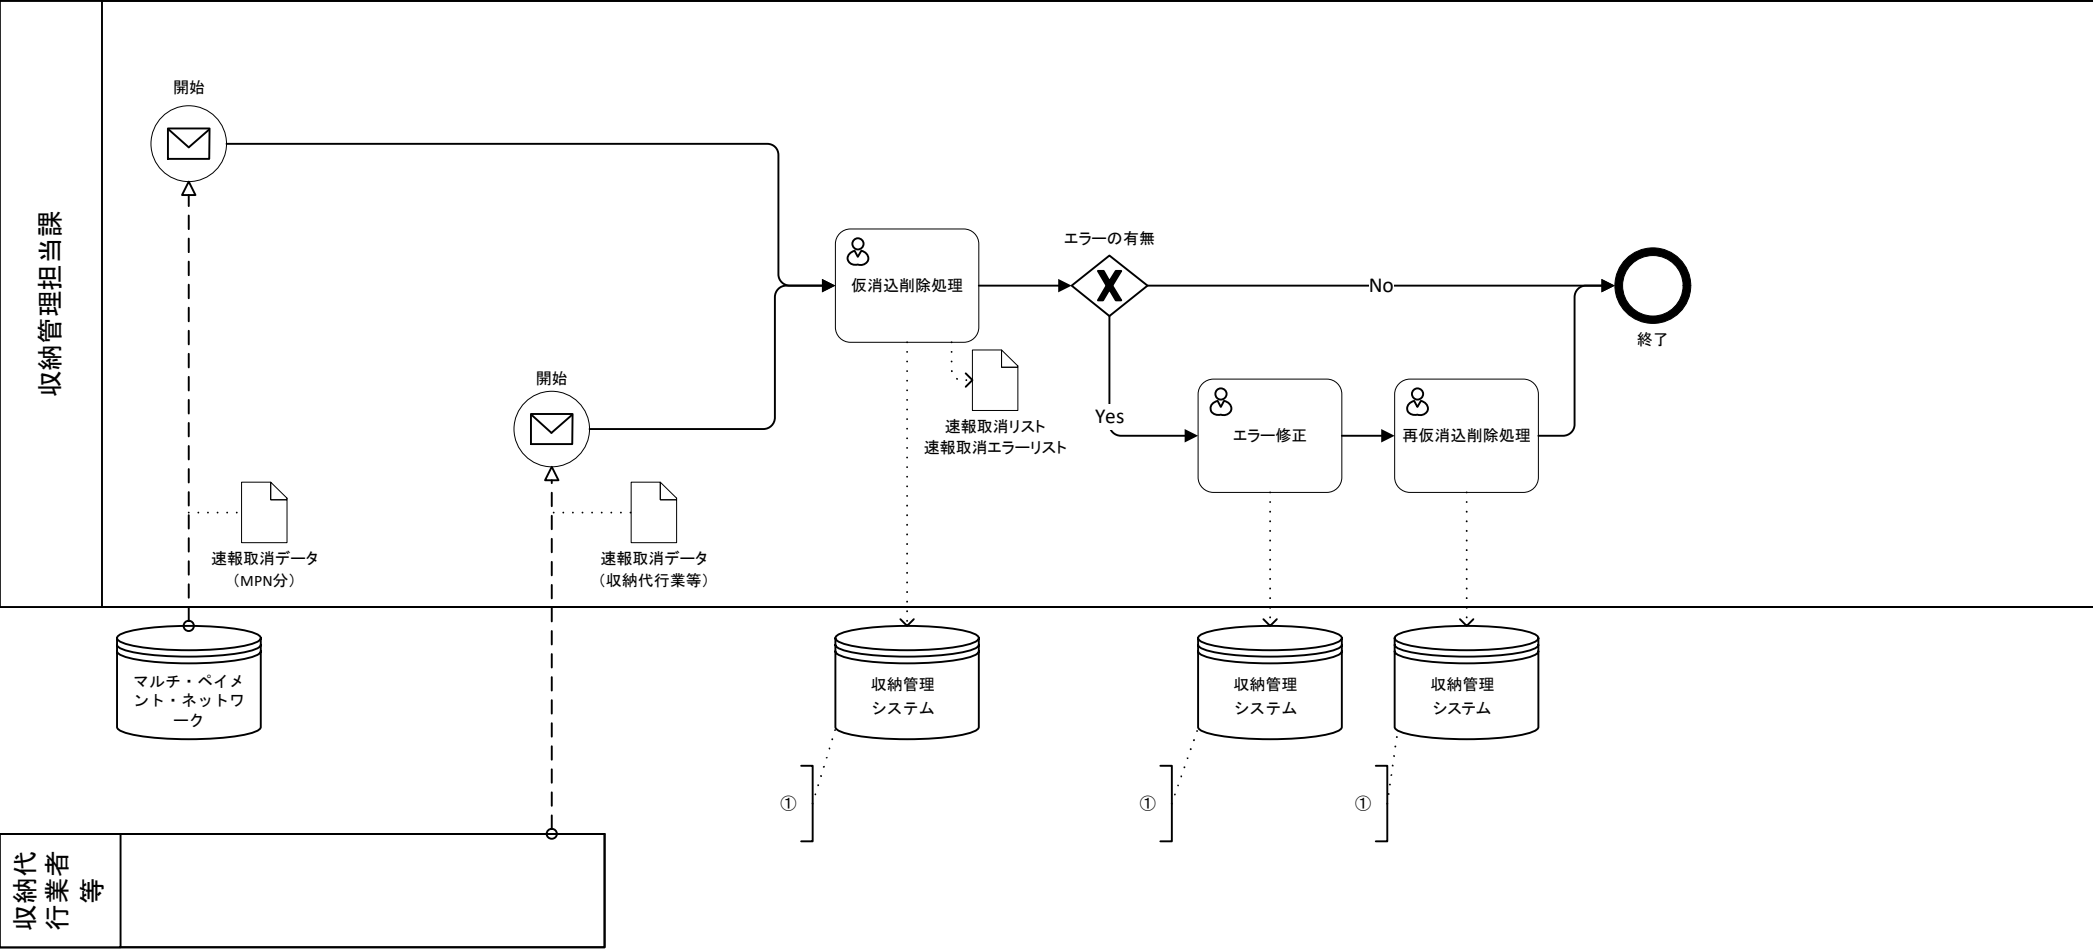 収納管理担当課
開始
開始
仮消込削除処理
エラーの有無
No
終了
Yes
速報取消リスト
速報取消エラーリスト
エラー修正
再仮消込削除処理
速報取消データ
（MPN分）
速報取消データ
（収納代行業等）
マルチ・ペイメ
ント・ネットワ
ーク
収納管理
システム
収納管理
システム
収納管理
システム
①
①
①
収納代
行業者
等